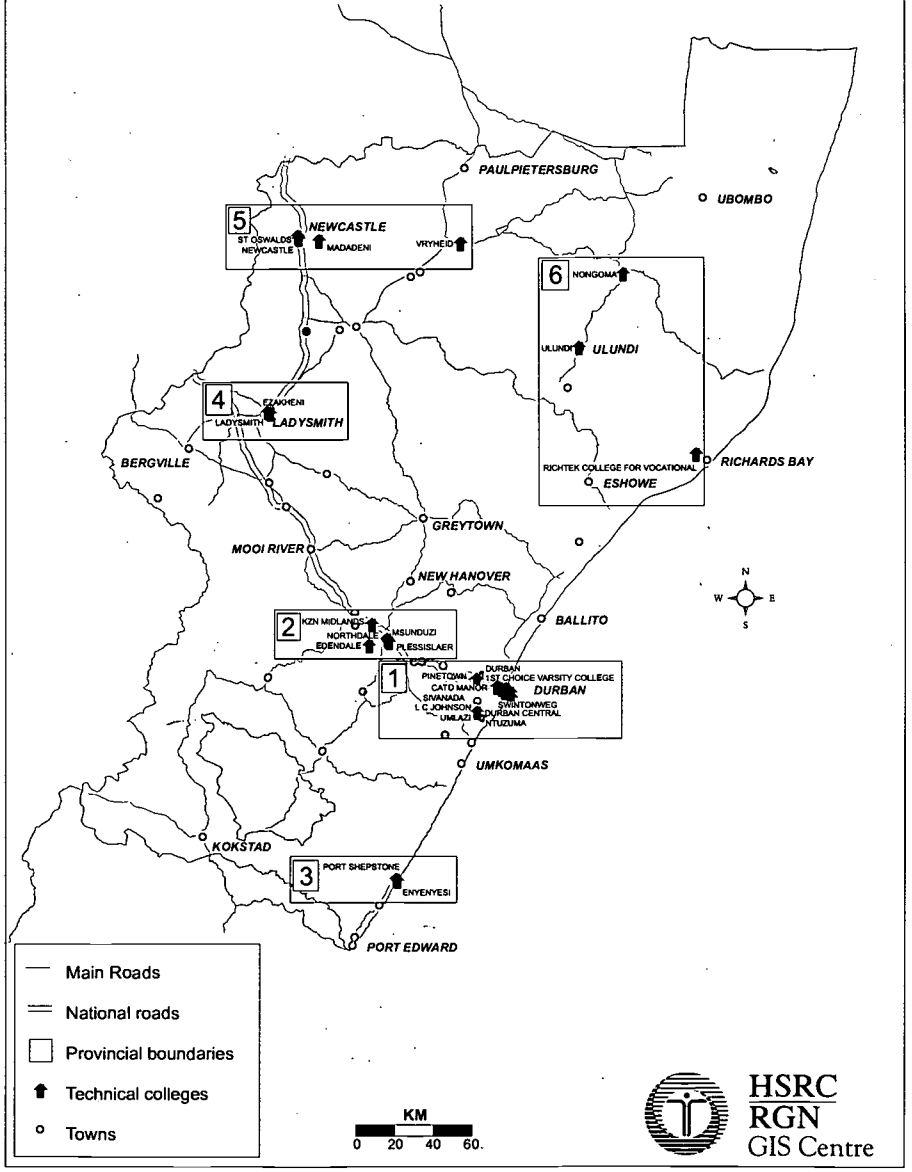 PAULPIETERSBURG
UBOMBO
5
NEWCASTLE
ST OSWALDS
NEWCASTLE
MADADENI
VRYHEID
6
NONGOMA
ULUNDI
ULUNDI
4
EZAKHENI
LADYSMITH
LADYSMITH
BERGVILLE
RICHTEK COLLEGE FOR VOCATIONAL
RICHARDS BAY
ESHOWE
GREYTOWN
MOOI RIVER
NEW HANOVER
N
W
E
S
BALLITO
2
KZN MIDLANDS
NORTHDALE
MSUNDUZI
EDENDALE
PLESSISLAER
1
PINETOWN
DURBAN
1ST CHOICE VARSITY COLLEGE
CATO MANOR
DURBAN
SIVANADA
SWINTONWEG
L C JOHNSON
DURBAN CENTRAL
UMLAZI
NTUZUMA
UMKOMAAS
KOKSTAD
3
PORT SHEPSTONE
ENYENYESI
PORT EDWARD
Main Roads
National roads
Provincial boundaries
Technical colleges
Towns
KM
0 20 40 60.
HSRC
RGN
GIS Centre